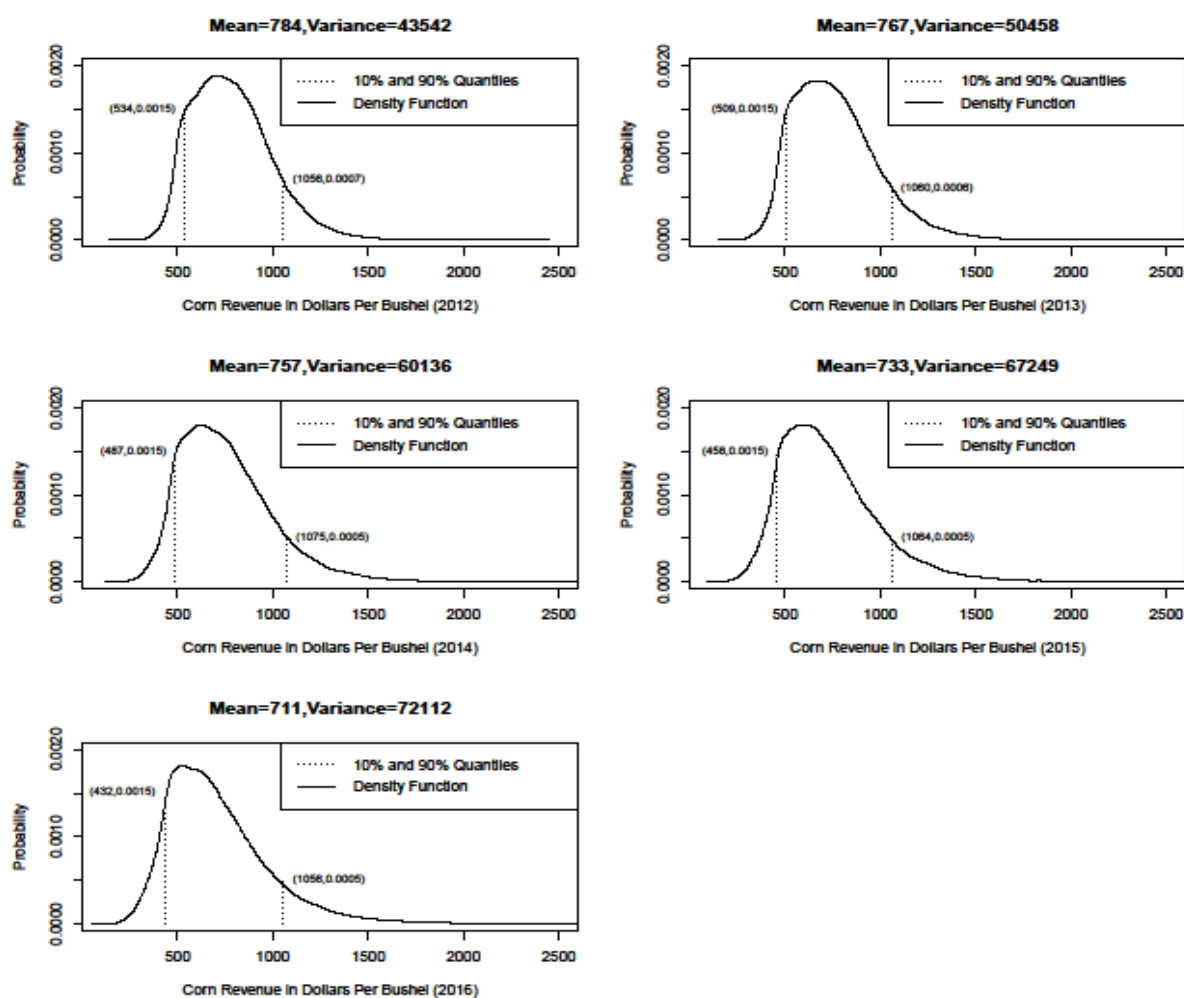 Mean=784,Variance=43542
Probability
0.0000
0.0010
0.0020
(534,0.0015)
(1056,0.0007)
10% and 90% Quantiles
Density Function
500 1000 1500 2000 2500
Corn Revenue in Dollars Per Bushel (2012)
Mean=767,Variance=50458
Probability
0.0000
0.0010
0.0020
(509,0.0015)
(1060,0.0006)
10% and 90% Quantiles
Density Function
500 1000 1500 2000 2500
Corn Revenue in Dollars Per Bushel (2013)
Mean=757,Variance=60136
Probability
0.0000
0.0010
0.0020
(487,0.0015)
(1075,0.0005)
10% and 90% Quantiles
Density Function
500 1000 1500 2000 2500
Corn Revenue in Dollars Per Bushel (2014)
Mean=733,Variance=67249
Probability
0.0000
0.0010
0.0020
(458,0.0015)
(1064,0.0005)
10% and 90% Quantiles
Density Function
500 1000 1500 2000 2500
Corn Revenue in Dollars Per Bushel (2015)
Mean=711,Variance=72112
Probability
0.0000
0.0010
0.0020
(432,0.0015)
(1056,0.0005)
10% and 90% Quantiles
Density Function
500 1000 1500 2000 2500
Corn Revenue in Dollars Per Bushel (2016)